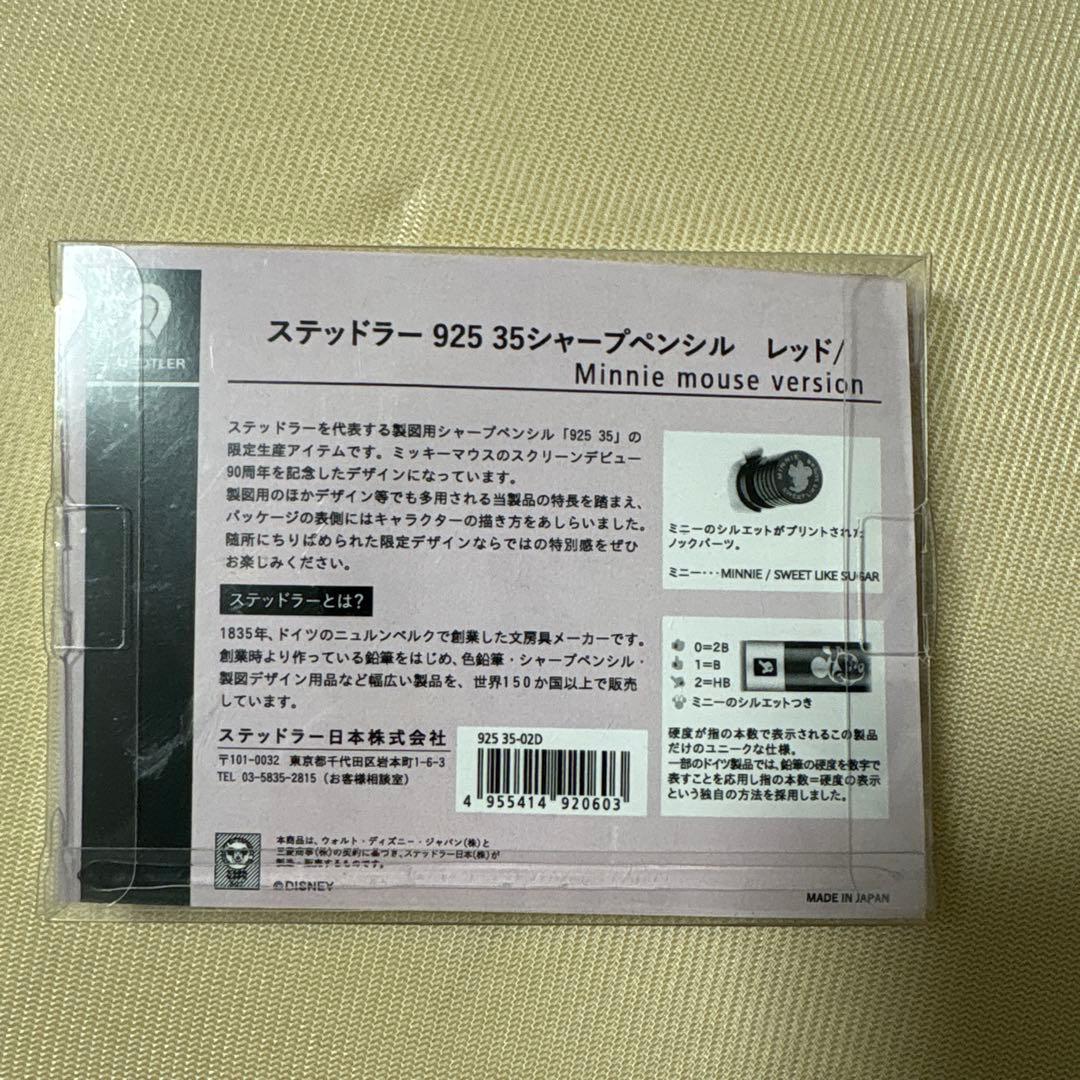 ステッドラー 925 35シャープペンシル　レッド/
Minnie mouse version
ステッドラーを代表する製図用シャープペンシル「925 35」の
限定生産アイテムです。ミッキーマウスのスクリーンデビュー
90周年を記念したデザインになっています。
製図用のほかデザイン等でも多用される当製品の特長を踏まえ、
パッケージの表側にはキャラクターの描き方をあしらいました。
随所にちりばめられた限定デザインならではの特別感をぜひ
お楽しみください。
ステッドラーとは?
1835年、ドイツのニュルンベルクで創業した文房具メーカーです。
創業時より作っている鉛筆をはじめ、色鉛筆・シャープペンシル・
製図デザイン用品など幅広い製品を、世界150か国以上で販売
しています。
ステッドラー日本株式会社
〒101-0032 東京都千代田区岩本町1-6-3
TEL 03-5835-2815（お客様相談室）
925 35-02D
4 955414 920603
本商品は、ウォルト・ディズニー・ジャパン(株)と
三菱商事(株)の契約に基づき、ステッドラー日本(株)が
製造・販売するものです。
©DISNEY
ミニーのシルエットがプリントされた
ノックパーツ。
ミニー･･･MINNIE / SWEET LIKE SUGAR
0=2B
1=B
2=HB
ミニーのシルエットつき
硬度が指の本数で表示されるこの製品
だけのユニークな仕様。
一部のドイツ製品では、鉛筆の硬度を数字で
表すことを応用し指の本数=硬度の表示
という独自の方法を採用しました。
MADE IN JAPAN